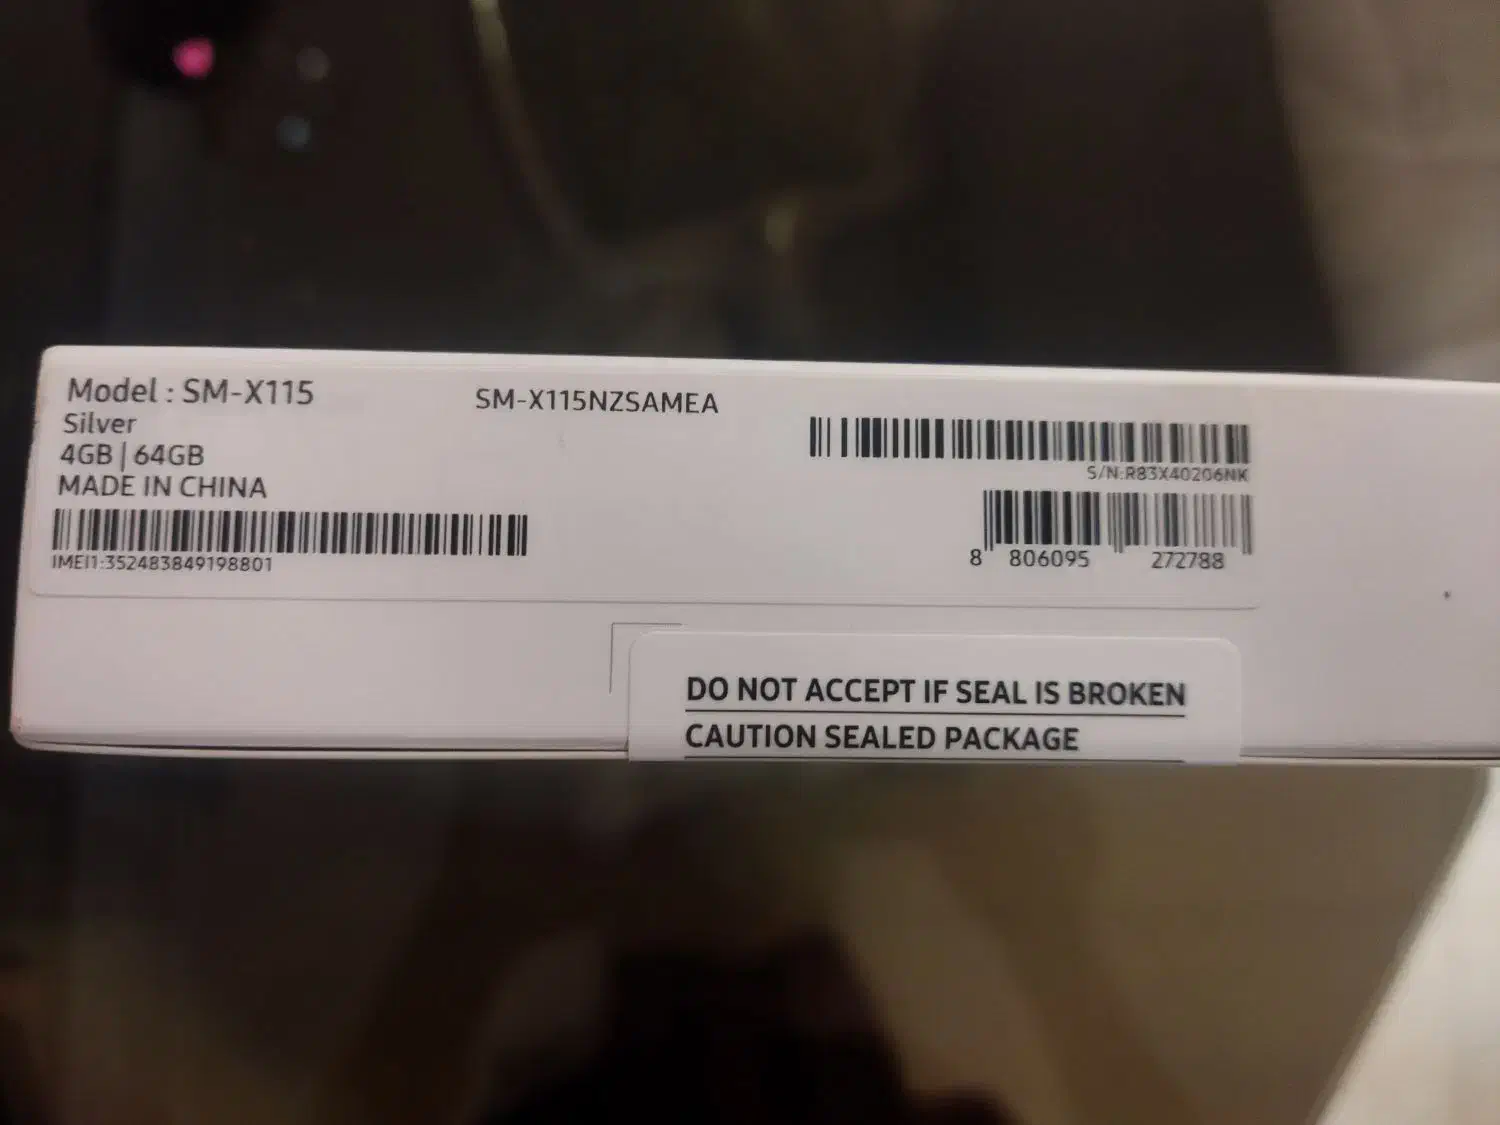 Model : SM-X115
SM-X115NZSAMEA
Silver
4GB | 64GB
MADE IN CHINA
IMEI1:352483849198801
S/N:R83X40206NK
8 806095 272788
DO NOT ACCEPT IF SEAL IS BROKEN
CAUTION SEALED PACKAGE